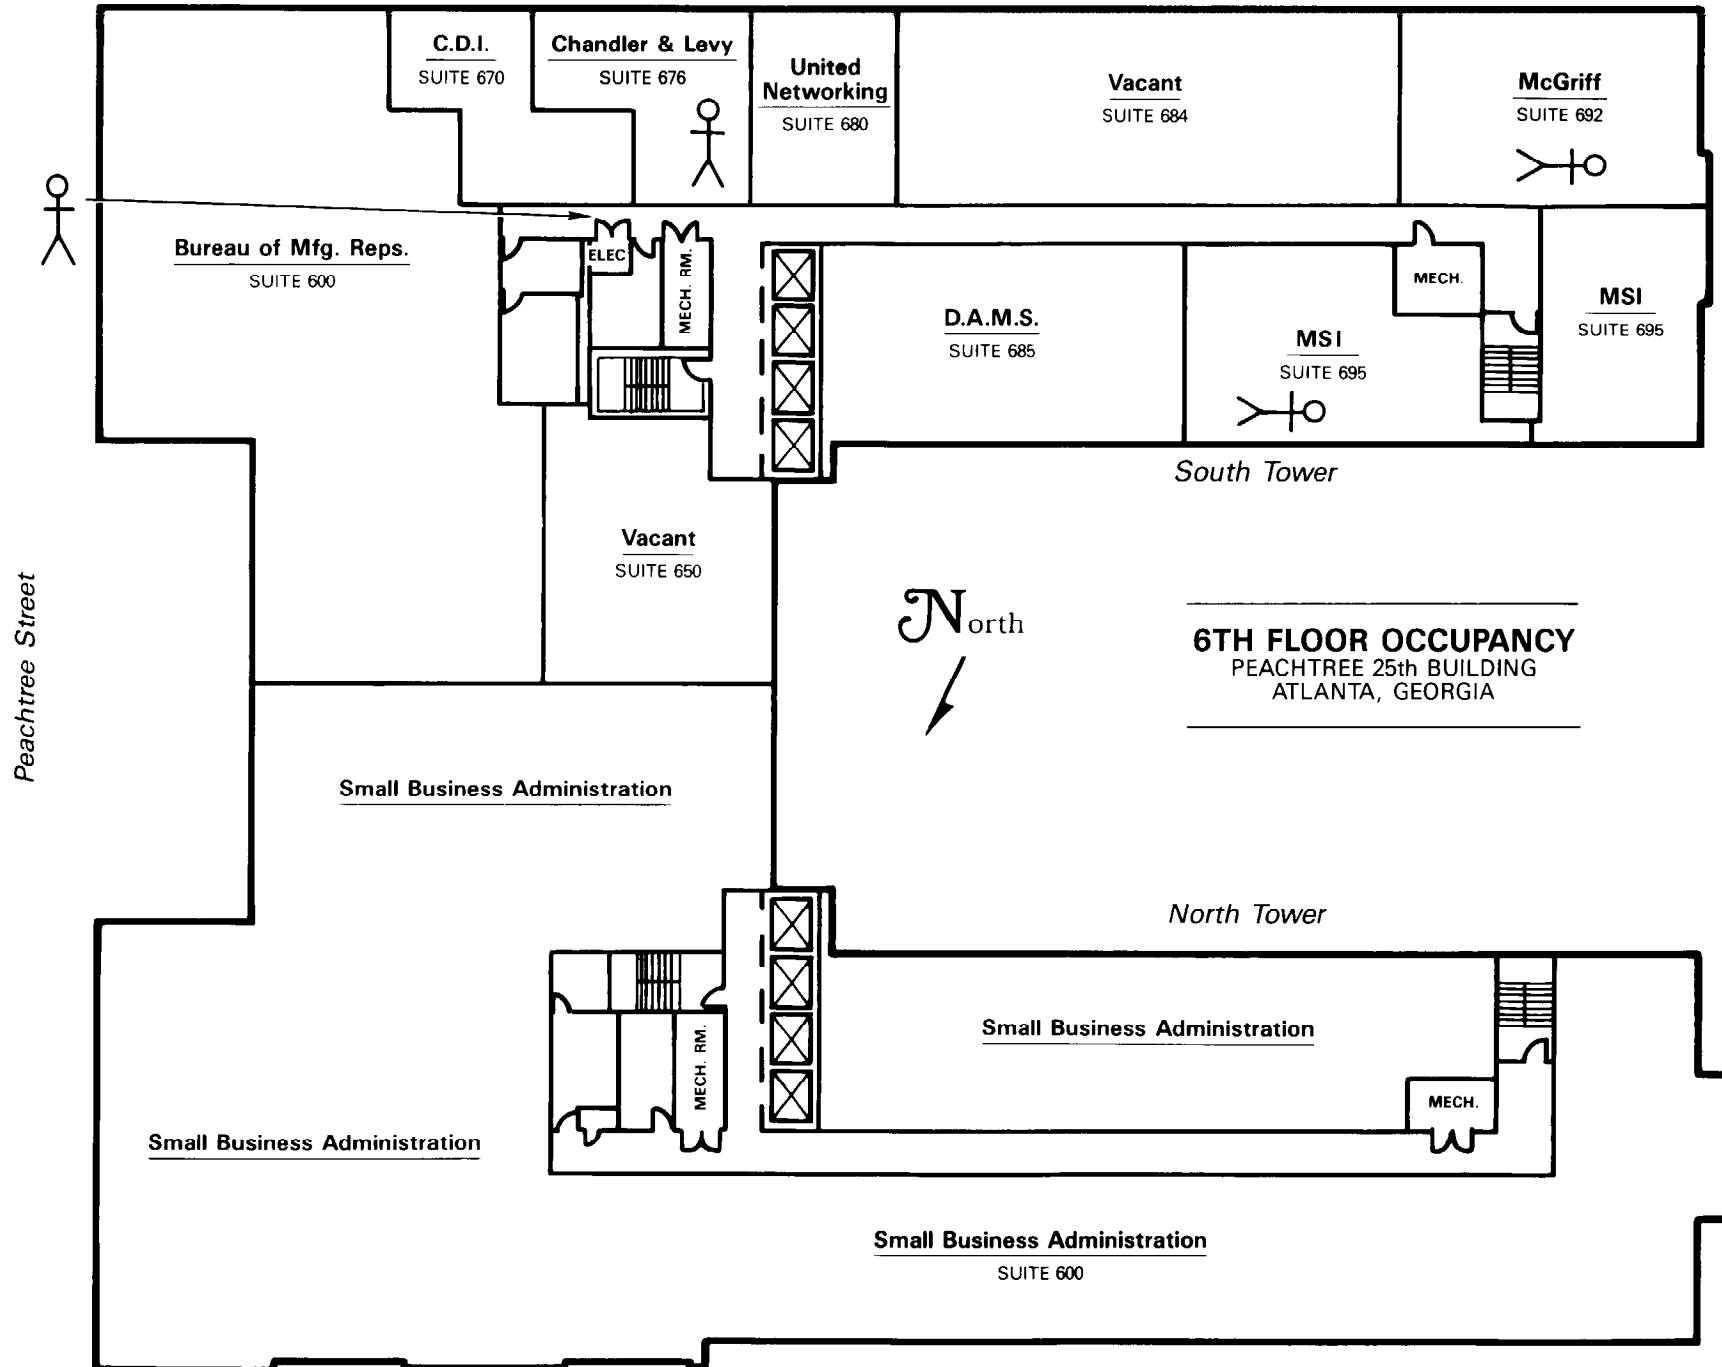 C.D.I.
SUITE 670
Chandler & Levy
SUITE 676
United
Networking
SUITE 680
Vacant
SUITE 684
McGriff
SUITE 692
Bureau of Mfg. Reps.
SUITE 600
ELEC
MECH. RM.
D.A.M.S.
SUITE 685
MSI
SUITE 695
MECH.
MSI
SUITE 695
South Tower
Vacant
SUITE 650
Peachtree Street
North
6TH FLOOR OCCUPANCY
PEACHTREE 25th BUILDING
ATLANTA, GEORGIA
Small Business Administration
North Tower
Small Business Administration
MECH. RM.
MECH.
Small Business Administration
Small Business Administration
SUITE 600